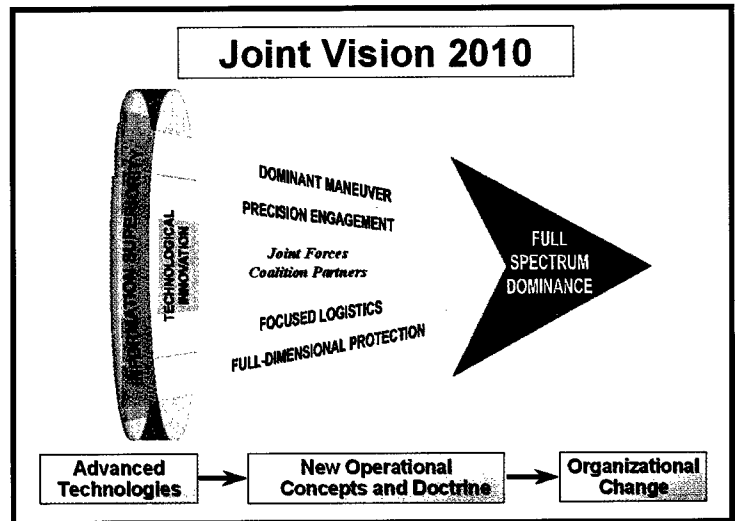 Joint Vision 2010
INFORMATION SUPERIORITY
TECHNOLOGICAL
INNOVATION
DOMINANT MANEUVER
PRECISION ENGAGEMENT
Joint Forces
Coalition Partners
FOCUSED LOGISTICS
FULL-DIMENSIONAL PROTECTION
FULL
SPECTRUM
DOMINANCE
Advanced
Technologies
New Operational
Concepts and Doctrine
Organizational
Change